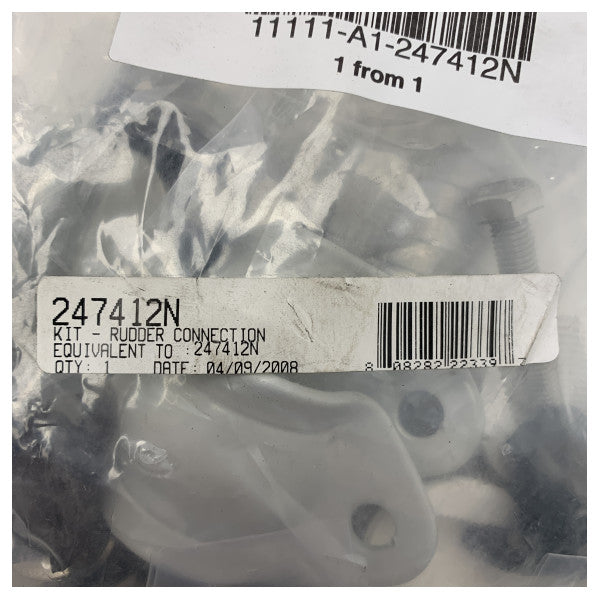 11111-A1-247412N
1 from 1
247412N
KIT - RUDDER CONNECTION
EQUIVALENT TO :247412N
QTY: 1 DATE: 04/09/2008
8 08282 22339 7